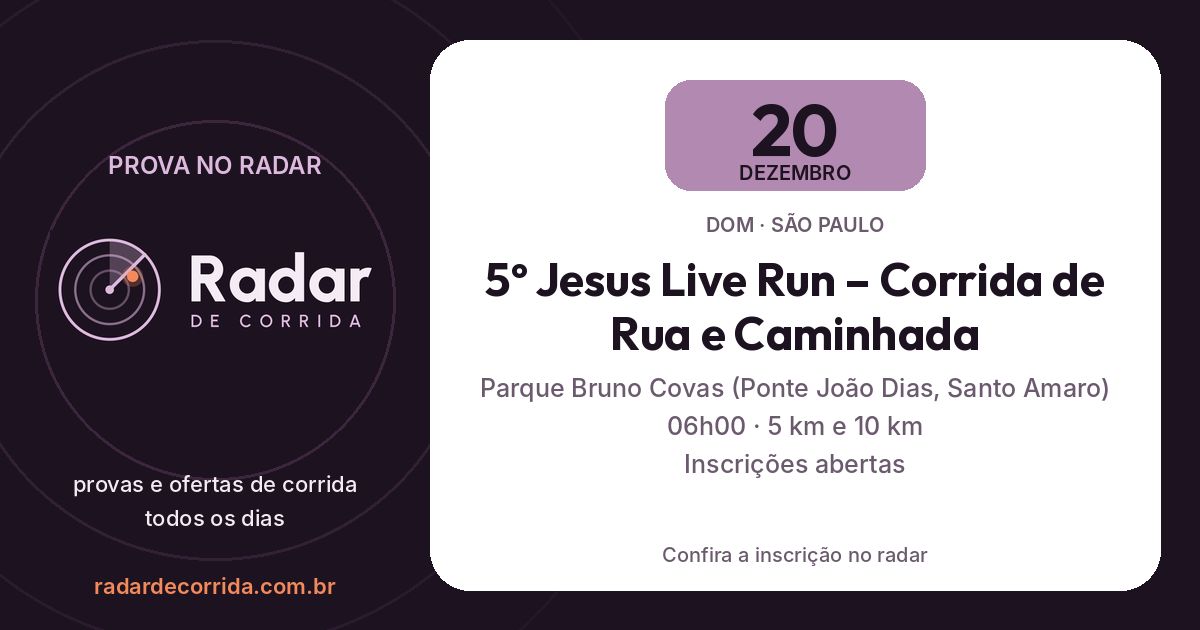 PROVA NO RADAR
Radar
DE CORRIDA
provas e ofertas de corrida
todos os dias
radardecorrida.com.br
20
DEZEMBRO
DOM · SÃO PAULO
5º Jesus Live Run – Corrida de
Rua e Caminhada
Parque Bruno Covas (Ponte João Dias, Santo Amaro)
06h00 · 5 km e 10 km
Inscrições abertas
Confira a inscrição no radar